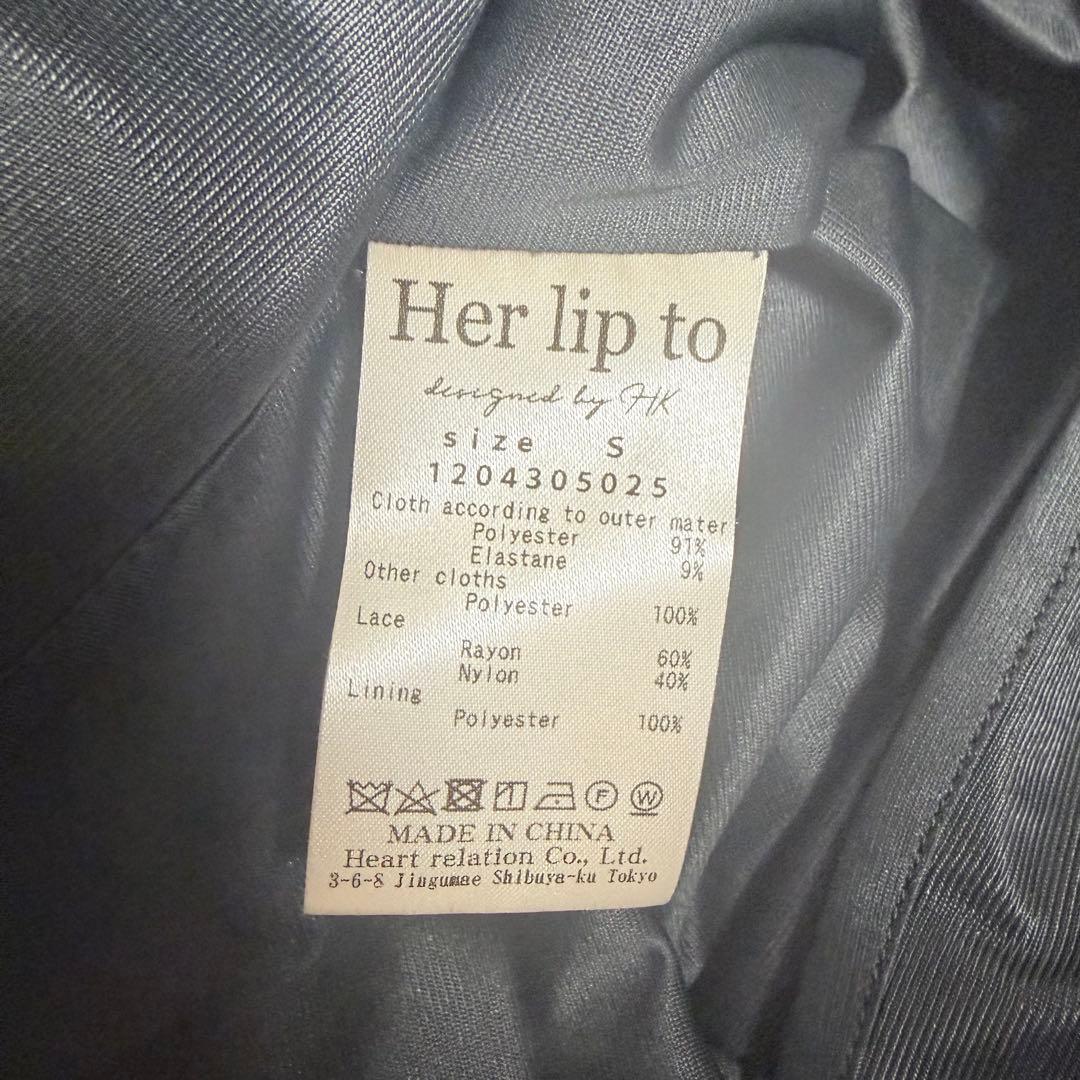 Her lip to
designed by HK
size S
1204305025
Cloth according to outer mater
Polyester 91%
Elastane 9%
Other cloths
Polyester 100%
Lace
Rayon 60%
Nylon 40%
Lining
Polyester 100%
F W
MADE IN CHINA
Heart relation Co., Ltd.
3-6-8 Jingumae Shibuya-ku Tokyo